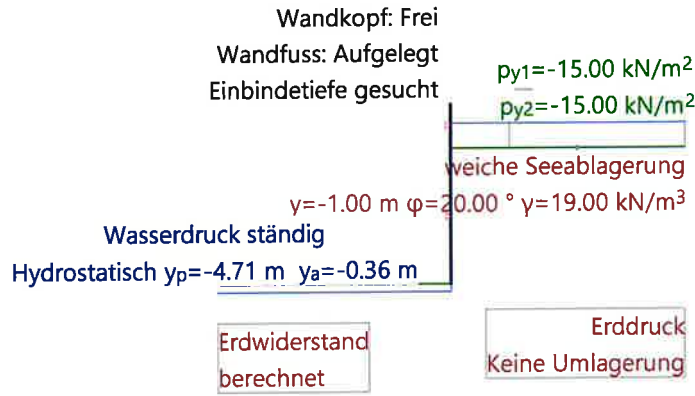 Wandkopf: Frei
Wandfuss: Aufgelegt
Einbindetiefe gesucht
py1=-15.00 kN/m²
py2=-15.00 kN/m²
weiche Seeablagerung
y=-1.00 m φ=20.00 ° γ=19.00 kN/m³
Wasserdruck ständig
Hydrostatisch yp=-4.71 m ya=-0.36 m
Erdwiderstand
berechnet
Erddruck
Keine Umlagerung